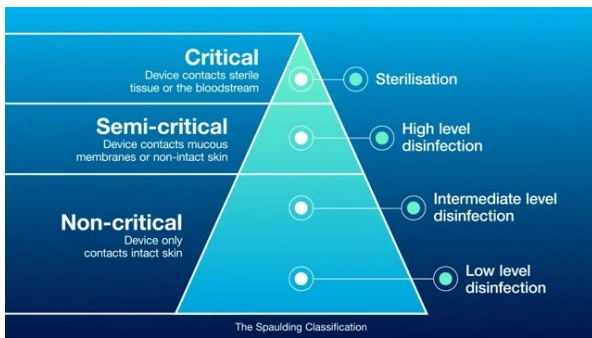 Critical
Device contacts sterile
tissue or the bloodstream
Sterilisation
Semi-critical
Device contacts mucous
membranes or non-intact skin
High level
disinfection
Non-critical
Device only
contacts intact skin
Intermediate level
disinfection
Low level
disinfection
The Spaulding Classification